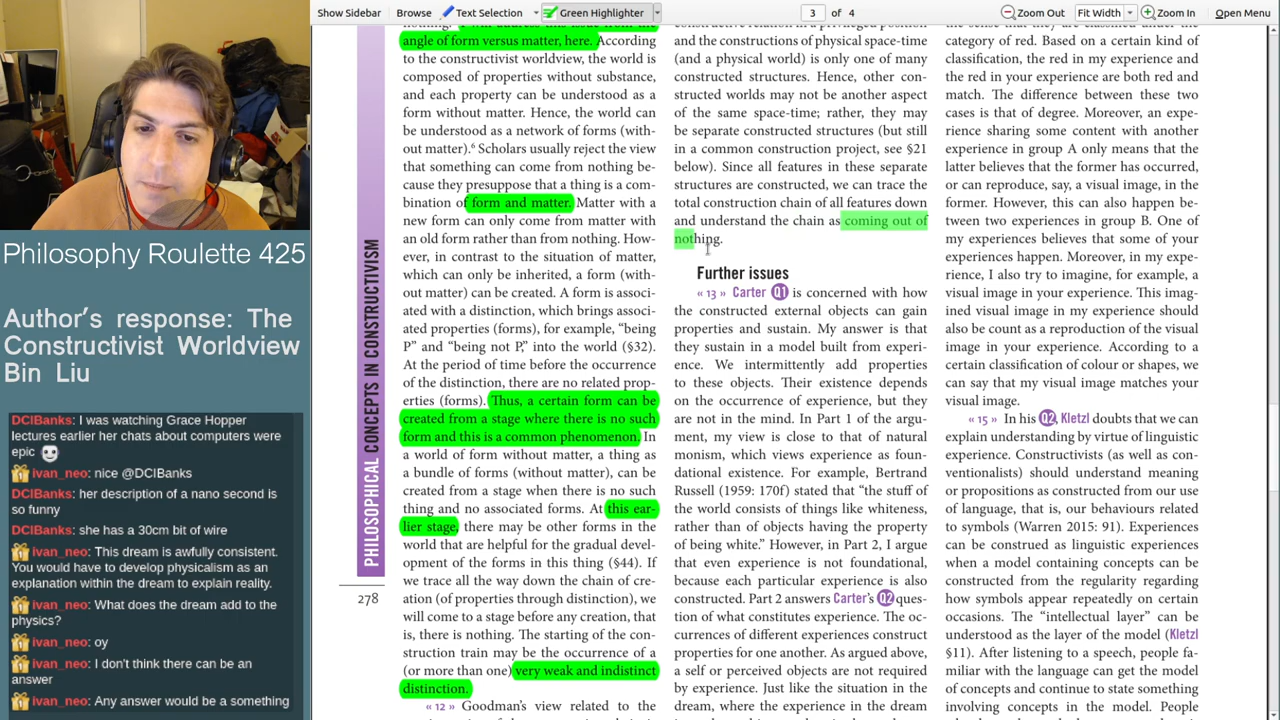 Show Sidebar Browse Text Selection Green Highlighter 3 of 4 Zoom Out Fit Width Zoom In Open Menu
Philosophy Roulette 425
Author's response: The
Constructivist Worldview
Bin Liu
DCIBanks: I was watching Grace Hopper
lectures earlier her chats about computers were
epic
ivan_neo: nice @DCIBanks
DCIBanks: her description of a nano second is
so funny
DCIBanks: she has a 30cm bit of wire
ivan_neo: This dream is awfully consistent.
You would have to develop physicalism as an
explanation within the dream to explain reality.
ivan_neo: What does the dream add to the
physics?
ivan_neo: oy
ivan_neo: I don't think there can be an
answer
ivan_neo: Any answer would be a something
PHILOSOPHICAL CONCEPTS IN CONSTRUCTIVISM
278
angle of form versus matter, here. According
to the constructivist worldview, the world is
composed of properties without substance,
and each property can be understood as a
form without matter. Hence, the world can
be understood as a network of forms (with-
out matter).6 Scholars usually reject the view
that something can come from nothing be-
cause they presuppose that a thing is a com-
bination of form and matter. Matter with a
new form can only come from matter with
an old form rather than from nothing. How-
ever, in contrast to the situation of matter,
which can only be inherited, a form (with-
out matter) can be created. A form is associ-
ated with a distinction, which brings associ-
ated properties (forms), for example, “being
P” and “being not P,” into the world (§32).
At the period of time before the occurrence
of the distinction, there are no related prop-
erties (forms). Thus, a certain form can be
created from a stage where there is no such
form and this is a common phenomenon. In
a world of form without matter, a thing as
a bundle of forms (without matter), can be
created from a stage when there is no such
thing and no associated forms. At this ear-
lier stage, there may be other forms in the
world that are helpful for the gradual devel-
opment of the forms in this thing (§44). If
we trace all the way down the chain of cre-
ation (of properties through distinction), we
will come to a stage before any creation, that
is, there is nothing. The starting of the con-
struction train may be the occurrence of a
(or more than one) very weak and indistinct
distinction.
« 12 » Goodman's view related to the
and the constructions of physical space-time
(and a physical world) is only one of many
constructed structures. Hence, other con-
structed worlds may not be another aspect
of the same space-time; rather, they may
be separate constructed structures (but still
in a common construction project, see §21
below). Since all features in these separate
structures are constructed, we can trace the
total construction chain of all features down
and understand the chain as coming out of
nothing.
Further issues
« 13 » Carter Q1 is concerned with how
the constructed external objects can gain
properties and sustain. My answer is that
they sustain in a model built from experi-
ence. We intermittently add properties
to these objects. Their existence depends
on the occurrence of experience, but they
are not in the mind. In Part 1 of the argu-
ment, my view is close to that of natural
monism, which views experience as foun-
dational existence. For example, Bertrand
Russell (1959: 170f) stated that “the stuff of
the world consists of things like whiteness,
rather than of objects having the property
of being white.” However, in Part 2, I argue
that even experience is not foundational,
because each particular experience is also
constructed. Part 2 answers Carter's Q2 ques-
tion of what constitutes experience. The oc-
currences of different experiences construct
properties for one another. As argued above,
a self or perceived objects are not required
by experience. Just like the situation in the
dream, where the experience in the dream
category of red. Based on a certain kind of
classification, the red in my experience and
the red in your experience are both red and
match. The difference between these two
cases is that of degree. Moreover, an expe-
rience sharing some content with another
experience in group A only means that the
latter believes that the former has occurred,
or can reproduce, say, a visual image, in the
former. However, this can also happen be-
tween two experiences in group B. One of
my experiences believes that some of your
experiences happen. Moreover, in my expe-
rience, I also try to imagine, for example, a
visual image in your experience. This imag-
ined visual image in my experience should
also be count as a reproduction of the visual
image in your experience. According to a
certain classification of colour or shapes, we
can say that my visual image matches your
visual image.
« 15 » In his Q2, Kletzl doubts that we can
explain understanding by virtue of linguistic
experience. Constructivists (as well as con-
ventionalists) should understand meaning
or propositions as constructed from our use
of language, that is, our behaviours related
to symbols (Warren 2015: 91). Experiences
can be construed as linguistic experiences
when a model containing concepts can be
constructed from the regularity regarding
how symbols appear repeatedly on certain
occasions. The “intellectual layer” can be
understood as the layer of the model (Kletzl
§11). After listening to a speech, people fa-
miliar with the language can get the model
of concepts and continue to state something
involving concepts in the model. People